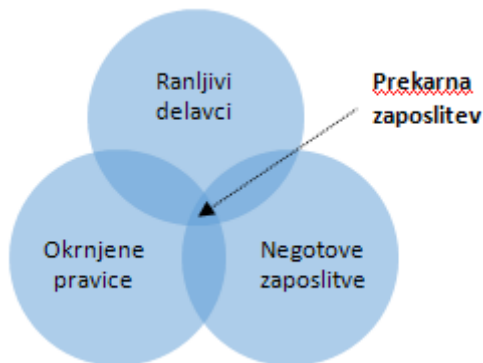 Ranljivi
delavci
Prekarna
zaposlitev
Okrnjene
pravice
Negotove
zaposlitve